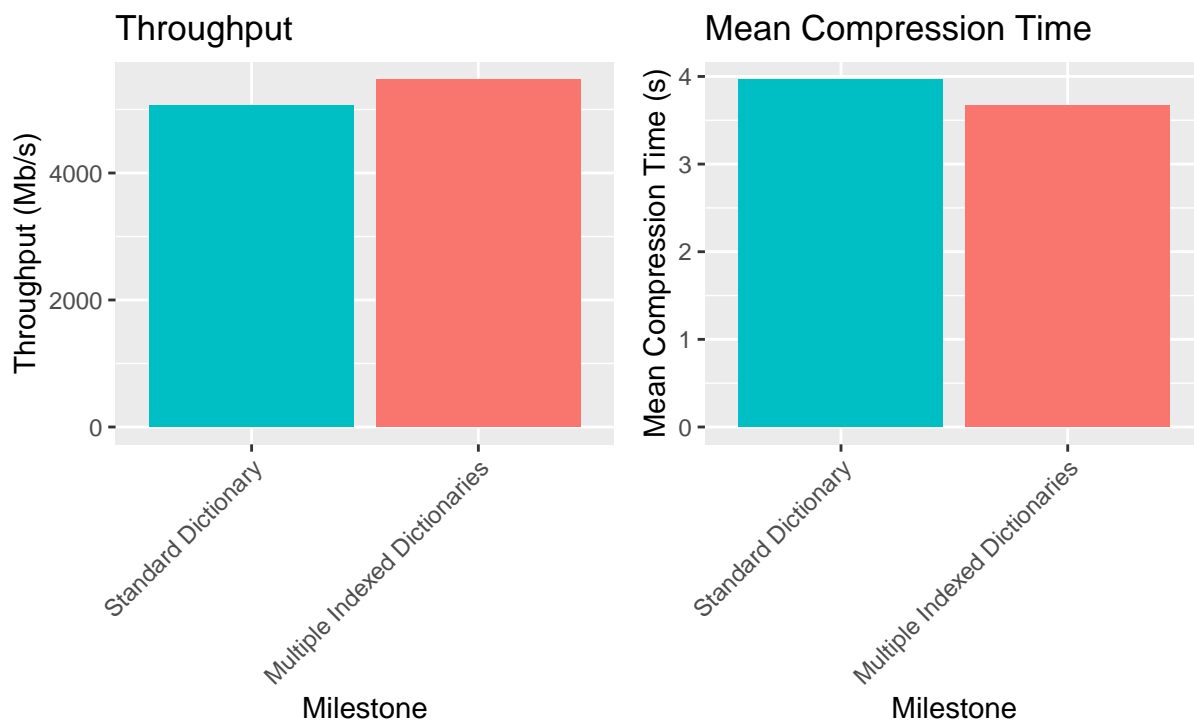 Throughput
Throughput (Mb/s)
4000
2000
0
Standard Dictionary
Multiple Indexed Dictionaries
Milestone
Mean Compression Time
Mean Compression Time (s)
4
3
2
1
0
Standard Dictionary
Multiple Indexed Dictionaries
Milestone